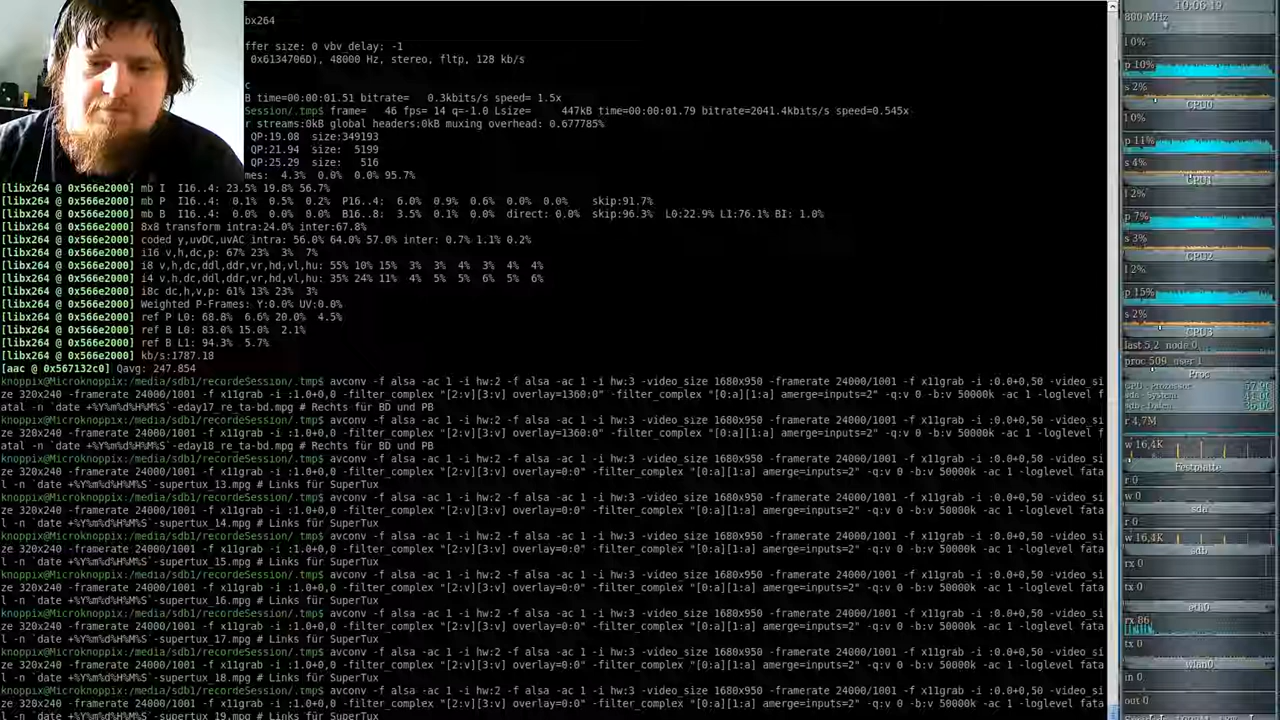 bx264
ffer size: 0 vbv_delay: -1
0x6134706D), 48000 Hz, stereo, fltp, 128 kb/s
c
B time=00:00:01.51 bitrate=   0.3kbits/s speed= 1.5x
Session/.tmp$ frame=   46 fps= 14 q=-1.0 Lsize=     447kB time=00:00:01.79 bitrate=2041.4kbits/s speed=0.545x
r streams:0kB global headers:0kB muxing overhead: 0.677785%
QP:19.08  size:349193
QP:21.94  size:  5199
QP:25.29  size:   516
mes:  4.3%  0.0%  0.0% 95.7%
[libx264 @ 0x566e2000] mb I  I16..4: 23.5% 19.8% 56.7%
[libx264 @ 0x566e2000] mb P  I16..4:  0.1%  0.5%  0.2%  P16..4:  6.0%  0.9%  0.6%  0.0%  0.0%    skip:91.7%
[libx264 @ 0x566e2000] mb B  I16..4:  0.0%  0.0%  0.0%  B16..8:  3.5%  0.1%  0.0%  direct: 0.0%  skip:96.3%  L0:22.9% L1:76.1% BI: 1.0%
[libx264 @ 0x566e2000] 8x8 transform intra:24.0% inter:67.8%
[libx264 @ 0x566e2000] coded y,uvDC,uvAC intra: 56.0% 64.0% 57.0% inter: 0.7% 1.1% 0.2%
[libx264 @ 0x566e2000] i16 v,h,dc,p: 67% 23%  3%  7%
[libx264 @ 0x566e2000] i8 v,h,dc,ddl,ddr,vr,hd,vl,hu: 55% 10% 15%  3%  3%  4%  3%  4%  4%
[libx264 @ 0x566e2000] i4 v,h,dc,ddl,ddr,vr,hd,vl,hu: 35% 24% 11%  4%  5%  5%  6%  5%  6%
[libx264 @ 0x566e2000] i8c dc,h,v,p: 61% 13% 23%  3%
[libx264 @ 0x566e2000] Weighted P-Frames: Y:0.0% UV:0.0%
[libx264 @ 0x566e2000] ref P L0: 68.8%  6.6% 20.0%  4.5%
[libx264 @ 0x566e2000] ref B L0: 83.0% 15.0%  2.1%
[libx264 @ 0x566e2000] ref B L1: 94.3%  5.7%
[libx264 @ 0x566e2000] kb/s:1787.18
[aac @ 0x567132c0] Qavg: 247.854
knoppix@Microknoppix:/media/sdb1/recordeSession/.tmp$ avconv -f alsa -ac 1 -i hw:2 -f alsa -ac 1 -i hw:3 -video_size 1680x950 -framerate 24000/1001 -f x11grab -i :0.0+0,50 -video_si
ze 320x240 -framerate 24000/1001 -f x11grab -i :1.0+0,0 -filter_complex "[2:v][3:v] overlay=1360:0" -filter_complex "[0:a][1:a] amerge=inputs=2" -q:v 0 -b:v 50000k -ac 1 -loglevel f
atal -n `date +%Y%m%d%H%M%S`-eday17_re_ta-bd.mpg # Rechts für BD und PB
knoppix@Microknoppix:/media/sdb1/recordeSession/.tmp$ avconv -f alsa -ac 1 -i hw:2 -f alsa -ac 1 -i hw:3 -video_size 1680x950 -framerate 24000/1001 -f x11grab -i :0.0+0,50 -video_si
ze 320x240 -framerate 24000/1001 -f x11grab -i :1.0+0,0 -filter_complex "[2:v][3:v] overlay=1360:0" -filter_complex "[0:a][1:a] amerge=inputs=2" -q:v 0 -b:v 50000k -ac 1 -loglevel f
atal -n `date +%Y%m%d%H%M%S`-eday18_re_ta-bd.mpg # Rechts für BD und PB
knoppix@Microknoppix:/media/sdb1/recordeSession/.tmp$ avconv -f alsa -ac 1 -i hw:2 -f alsa -ac 1 -i hw:3 -video_size 1680x950 -framerate 24000/1001 -f x11grab -i :0.0+0,50 -video_si
ze 320x240 -framerate 24000/1001 -f x11grab -i :1.0+0,0 -filter_complex "[2:v][3:v] overlay=0:0" -filter_complex "[0:a][1:a] amerge=inputs=2" -q:v 0 -b:v 50000k -ac 1 -loglevel fata
l -n `date +%Y%m%d%H%M%S`-supertux_13.mpg # Links für SuperTux
knoppix@Microknoppix:/media/sdb1/recordeSession/.tmp$ avconv -f alsa -ac 1 -i hw:2 -f alsa -ac 1 -i hw:3 -video_size 1680x950 -framerate 24000/1001 -f x11grab -i :0.0+0,50 -video_si
ze 320x240 -framerate 24000/1001 -f x11grab -i :1.0+0,0 -filter_complex "[2:v][3:v] overlay=0:0" -filter_complex "[0:a][1:a] amerge=inputs=2" -q:v 0 -b:v 50000k -ac 1 -loglevel fata
l -n `date +%Y%m%d%H%M%S`-supertux_14.mpg # Links für SuperTux
knoppix@Microknoppix:/media/sdb1/recordeSession/.tmp$ avconv -f alsa -ac 1 -i hw:2 -f alsa -ac 1 -i hw:3 -video_size 1680x950 -framerate 24000/1001 -f x11grab -i :0.0+0,50 -video_si
ze 320x240 -framerate 24000/1001 -f x11grab -i :1.0+0,0 -filter_complex "[2:v][3:v] overlay=0:0" -filter_complex "[0:a][1:a] amerge=inputs=2" -q:v 0 -b:v 50000k -ac 1 -loglevel fata
l -n `date +%Y%m%d%H%M%S`-supertux_15.mpg # Links für SuperTux
knoppix@Microknoppix:/media/sdb1/recordeSession/.tmp$ avconv -f alsa -ac 1 -i hw:2 -f alsa -ac 1 -i hw:3 -video_size 1680x950 -framerate 24000/1001 -f x11grab -i :0.0+0,50 -video_si
ze 320x240 -framerate 24000/1001 -f x11grab -i :1.0+0,0 -filter_complex "[2:v][3:v] overlay=0:0" -filter_complex "[0:a][1:a] amerge=inputs=2" -q:v 0 -b:v 50000k -ac 1 -loglevel fata
l -n `date +%Y%m%d%H%M%S`-supertux_16.mpg # Links für SuperTux
knoppix@Microknoppix:/media/sdb1/recordeSession/.tmp$ avconv -f alsa -ac 1 -i hw:2 -f alsa -ac 1 -i hw:3 -video_size 1680x950 -framerate 24000/1001 -f x11grab -i :0.0+0,50 -video_si
ze 320x240 -framerate 24000/1001 -f x11grab -i :1.0+0,0 -filter_complex "[2:v][3:v] overlay=0:0" -filter_complex "[0:a][1:a] amerge=inputs=2" -q:v 0 -b:v 50000k -ac 1 -loglevel fata
l -n `date +%Y%m%d%H%M%S`-supertux_17.mpg # Links für SuperTux
knoppix@Microknoppix:/media/sdb1/recordeSession/.tmp$ avconv -f alsa -ac 1 -i hw:2 -f alsa -ac 1 -i hw:3 -video_size 1680x950 -framerate 24000/1001 -f x11grab -i :0.0+0,50 -video_si
ze 320x240 -framerate 24000/1001 -f x11grab -i :1.0+0,0 -filter_complex "[2:v][3:v] overlay=0:0" -filter_complex "[0:a][1:a] amerge=inputs=2" -q:v 0 -b:v 50000k -ac 1 -loglevel fata
l -n `date +%Y%m%d%H%M%S`-supertux_18.mpg # Links für SuperTux
knoppix@Microknoppix:/media/sdb1/recordeSession/.tmp$ avconv -f alsa -ac 1 -i hw:2 -f alsa -ac 1 -i hw:3 -video_size 1680x950 -framerate 24000/1001 -f x11grab -i :0.0+0,50 -video_si
ze 320x240 -framerate 24000/1001 -f x11grab -i :1.0+0,0 -filter_complex "[2:v][3:v] overlay=0:0" -filter_complex "[0:a][1:a] amerge=inputs=2" -q:v 0 -b:v 50000k -ac 1 -loglevel fata
l -n `date +%Y%m%d%H%M%S`-supertux_19.mpg # Links für SuperTux
10:06:19
800 MHz
p 10%
s 2%
CPU0
p 11%
s 4%
CPU1
p 7%
s 3%
CPU2
p 15%
s 2%
CPU3
proc 509 user 1
Proc
CPU - Prozessor
r 4,7M
w 16,4K
Festplatte
r 0
w 0
sda
r 0
w 16,4K
sdb
rx 0
tx 0
eth0
rx 86
tx 0
wlan0
in 0
out 0